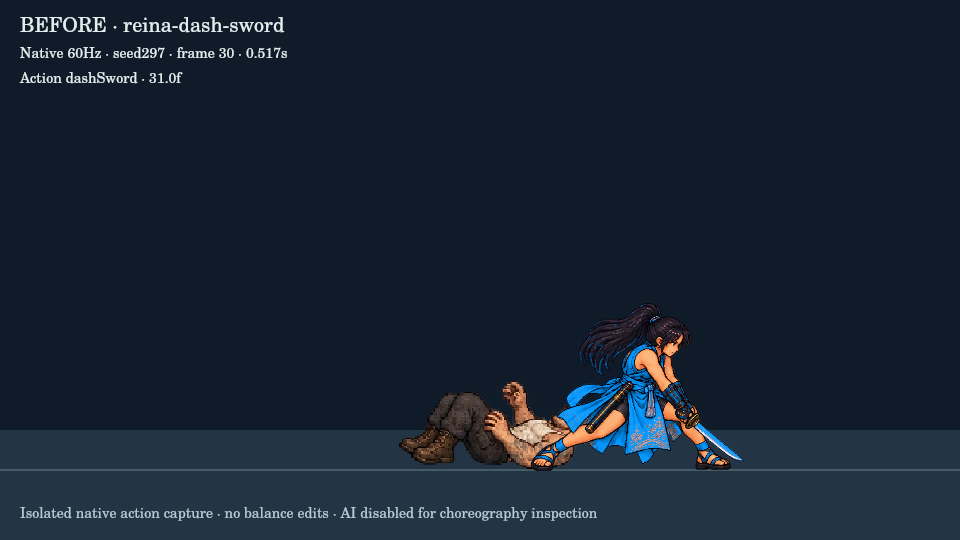 BEFORE · reina-dash-sword
Native 60Hz · seed297 · frame 30 · 0.517s
Action dashSword · 31.0f
Isolated native action capture · no balance edits · AI disabled for choreography inspection